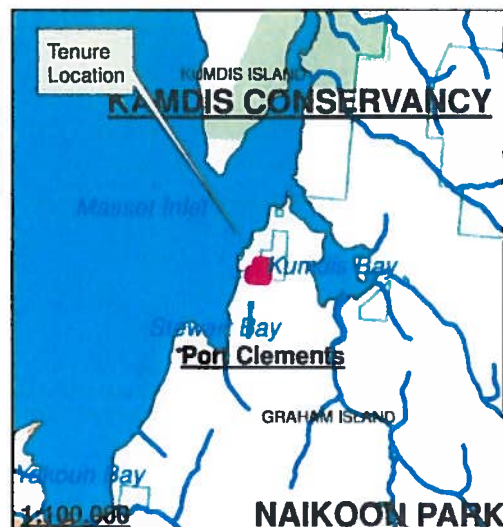 Tenure
Location
KUMDIS ISLAND
KAMDIS CONSERVANCY
Masset Inlet
Kumdis Bay
Stewart Bay
Port Clements
GRAHAM ISLAND
Yakoun Bay
1:100,000
NAIKOON PARK